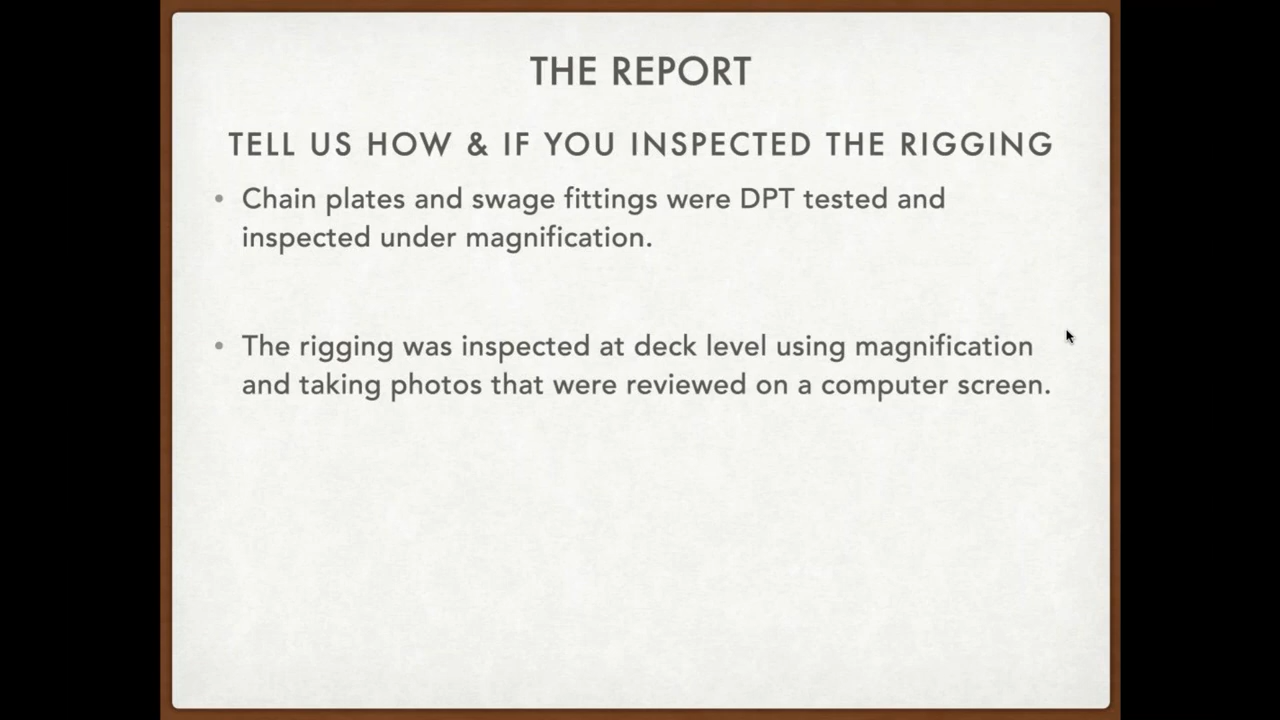 THE REPORT
TELL US HOW & IF YOU INSPECTED THE RIGGING
• Chain plates and swage fittings were DPT tested and
inspected under magnification.
• The rigging was inspected at deck level using magnification
and taking photos that were reviewed on a computer screen.